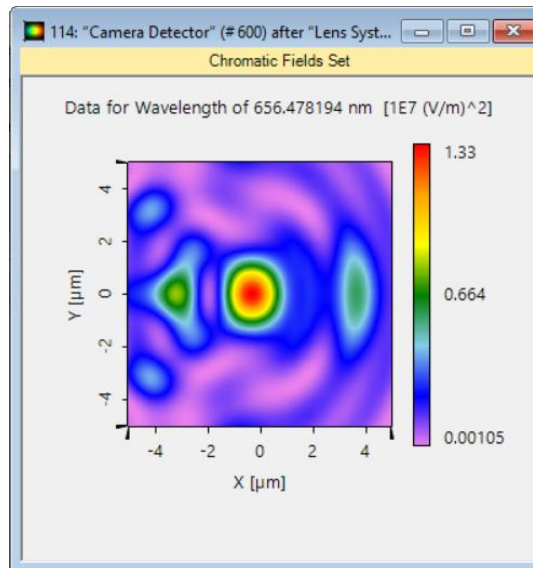 114: "Camera Detector" (# 600) after "Lens Syst...
Chromatic Fields Set
Data for Wavelength of 656.478194 nm [1E7 (V/m)^2]
1.33
0.664
0.00105
4
2
0
-2
-4
Y [µm]
-4 -2 0 2 4
X [µm]